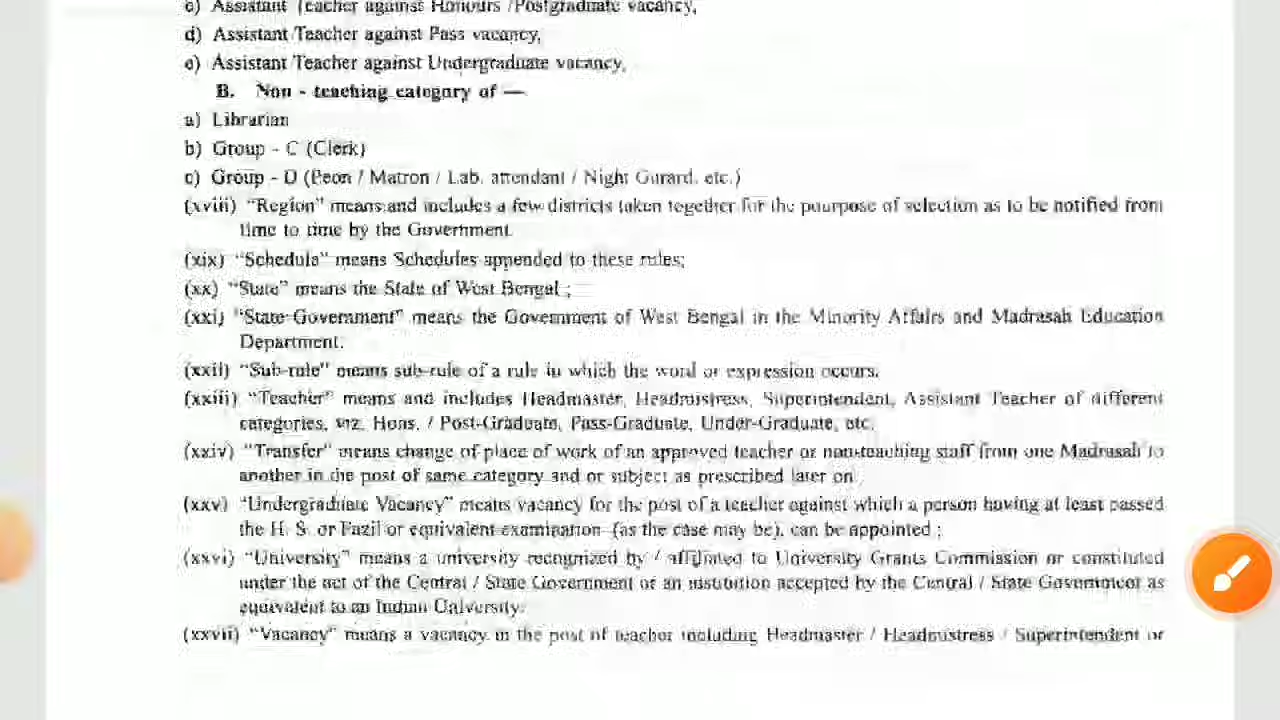 c) Assistant Teacher against Honours /Postgraduate vacancy,
d) Assistant Teacher against Pass vacancy,
e) Assistant Teacher against Undergraduate vacancy,
B. Non - teaching category of —
a) Librarian
b) Group - C (Clerk)
c) Group - D (Peon / Matron / Lab. attendant / Night Gurard. etc.)
(xviii) “Region” means and includes a few districts taken together for the pourpose of selection as to be notified from
time to time by the Government.
(xix) “Schedule” means Schedules appended to these rules;
(xx) “State” means the State of West Bengal ;
(xxi) “State Government” means the Government of West Bengal in the Minority Affairs and Madrasah Education
Department.
(xxii) “Sub-rule” means sub-rule of a rule in which the word or expression occurs.
(xxiii) “Teacher” means and includes Headmaster, Headmistress, Superintendent, Assistant Teacher of different
categories, viz. Hons. / Post-Graduate, Pass-Graduate, Under-Graduate, etc.
(xxiv) “Transfer” means change of place of work of an approved teacher or non-teaching staff from one Madrasah to
another in the post of same category and or subject as prescribed later on
(xxv) “Undergraduate Vacancy” means vacancy for the post of a teacher against which a person having at least passed
the H. S. or Fazil or equivalent examination (as the case may be), can be appointed ;
(xxvi) “University” means a university recognized by / affiliated to University Grants Commission or constituted
under the act of the Central / State Government or an institution accepted by the Central / State Government as
equivalent to an Indian University.
(xxvii) “Vacancy” means a vacancy in the post of teacher including Headmaster / Headmistress / Superintendent or